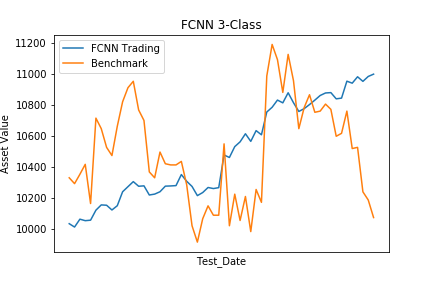 FCNN 3-Class
FCNN Trading
Benchmark
11200
11000
10800
10600
10400
10200
10000
Asset Value
Test_Date